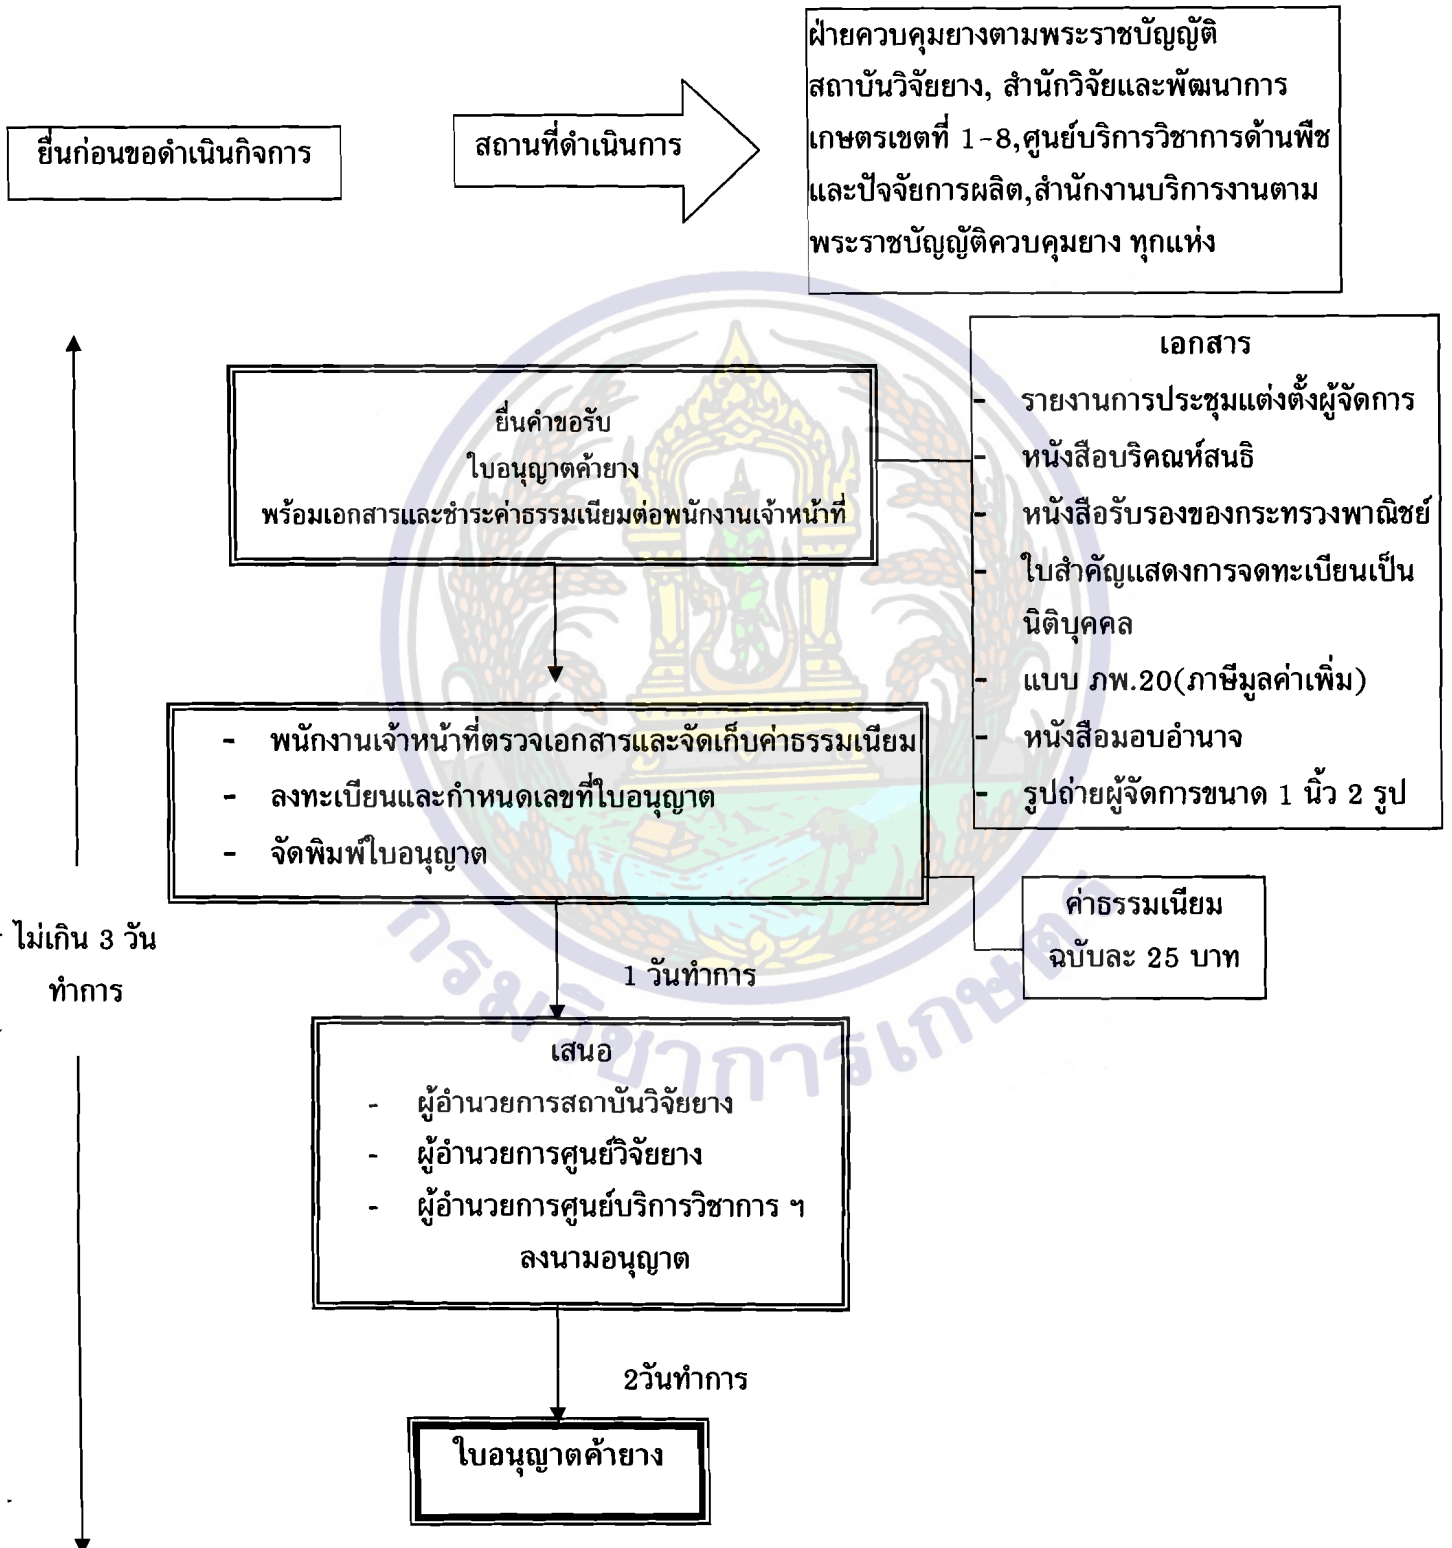 ยื่นก่อนขอดำเนินกิจการ
สถานที่ดำเนินการ
ฝ่ายควบคุมยางตามพระราชบัญญัติ
สถาบันวิจัยยาง, สำนักวิจัยและพัฒนาการ
เกษตรเขตที่ 1-8,ศูนย์บริการวิชาการด้านพืช
และปัจจัยการผลิต,สำนักงานบริการงานตาม
พระราชบัญญัติควบคุมยาง ทุกแห่ง
ยื่นคำขอรับ
ใบอนุญาตค้ายาง
พร้อมเอกสารและชำระค่าธรรมเนียมต่อพนักงานเจ้าหน้าที่
เอกสาร
- รายงานการประชุมแต่งตั้งผู้จัดการ
- หนังสือบริคณห์สนธิ
- หนังสือรับรองของกระทรวงพาณิชย์
- ใบสำคัญแสดงการจดทะเบียนเป็น
นิติบุคคล
- แบบ ภพ.20(ภาษีมูลค่าเพิ่ม)
- หนังสือมอบอำนาจ
- รูปถ่ายผู้จัดการขนาด 1 นิ้ว 2 รูป
- พนักงานเจ้าหน้าที่ตรวจเอกสารและจัดเก็บค่าธรรมเนียม
- ลงทะเบียนและกำหนดเลขที่ใบอนุญาต
- จัดพิมพ์ใบอนุญาต
ค่าธรรมเนียม
ฉบับละ 25 บาท
ไม่เกิน 3 วัน
ทำการ
1 วันทำการ
เสนอ
- ผู้อำนวยการสถาบันวิจัยยาง
- ผู้อำนวยการศูนย์วิจัยยาง
- ผู้อำนวยการศูนย์บริการวิชาการ ฯ
ลงนามอนุญาต
2วันทำการ
ใบอนุญาตค้ายาง
กรมวิชาการเกษตร